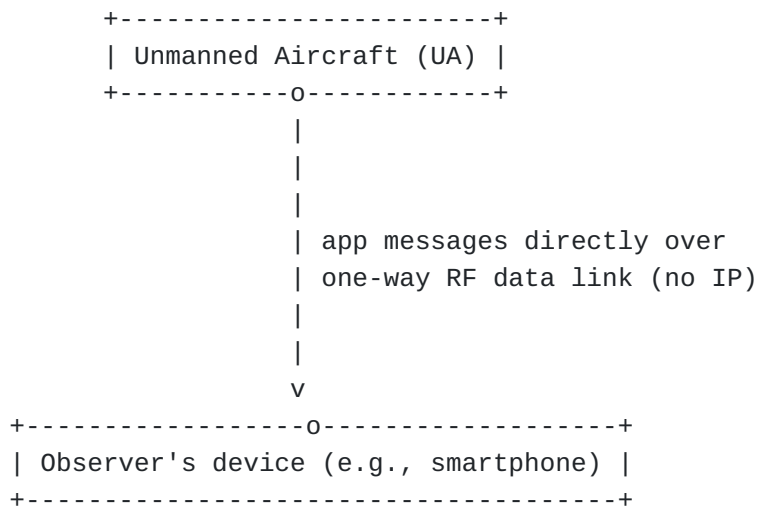 Unmanned Aircraft (UA)
app messages directly over
one-way RF data link (no IP)
Observer's device (e.g., smartphone)